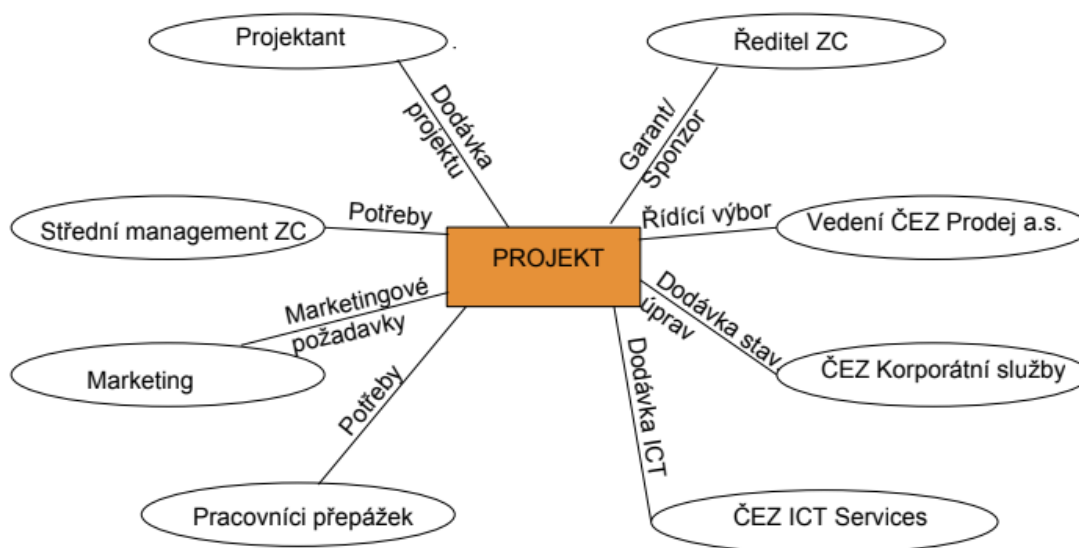 Projektant
Ředitel ZC
Dodávka
projektu
Garant/
Sponzor
Střední management ZC
Potřeby
Řídící výbor
Vedení ČEZ Prodej a.s.
PROJEKT
Marketingové
požadavky
Marketing
Dodávka stav.
úprav
ČEZ Korporátní služby
Potřeby
Dodávka ICT
Pracovníci přepážek
ČEZ ICT Services